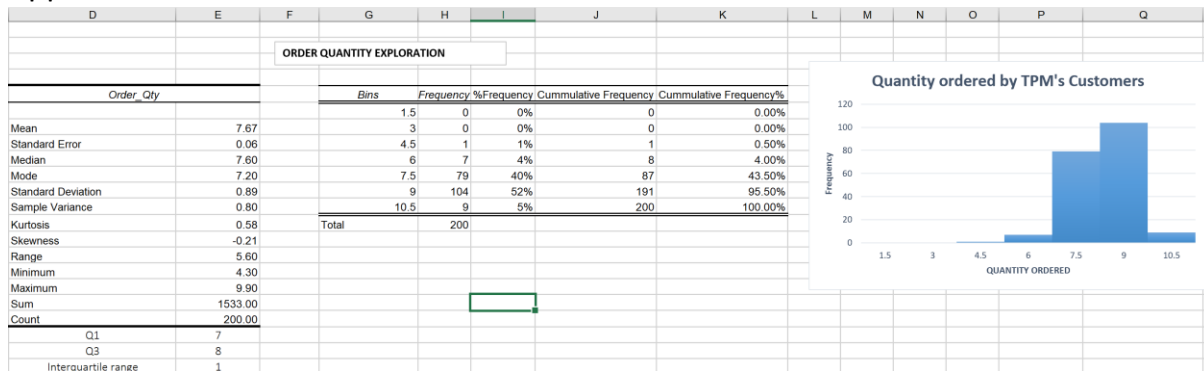 D E F G H I J K L M N O P Q
ORDER QUANTITY EXPLORATION
Order_Qty
Mean 7.67
Standard Error 0.06
Median 7.60
Mode 7.20
Standard Deviation 0.89
Sample Variance 0.80
Kurtosis 0.58
Skewness -0.21
Range 5.60
Minimum 4.30
Maximum 9.90
Sum 1533.00
Count 200.00
Q1 7
Q3 8
Interquartile range 1
Bins Frequency %Frequency Cummulative Frequency Cummulative Frequency%
1.5 0 0% 0 0.00%
3 0 0% 0 0.00%
4.5 1 1% 1 0.50%
6 7 4% 8 4.00%
7.5 79 40% 87 43.50%
9 104 52% 191 95.50%
10.5 9 5% 200 100.00%
Total 200
Quantity ordered by TPM's Customers
120
100
80
60
40
20
0
Frequency
1.5 3 4.5 6 7.5 9 10.5
QUANTITY ORDERED